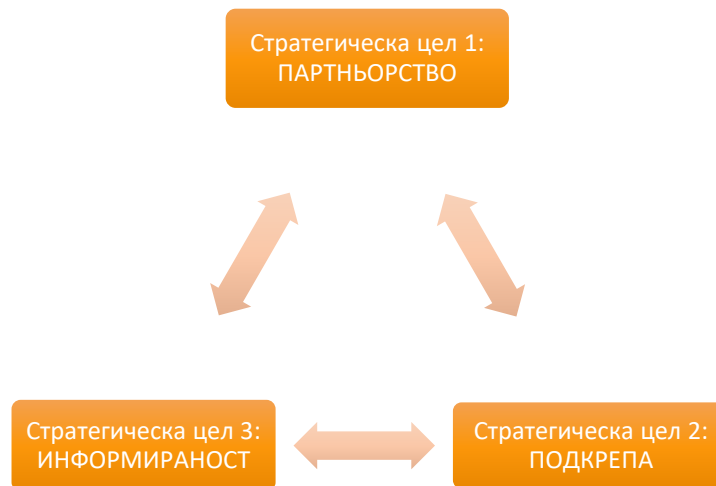 Стратегическа цел 1:
ПАРТНЬОРСТВО
Стратегическа цел 3:
ИНФОРМИРАНОСТ
Стратегическа цел 2:
ПОДКРЕПА